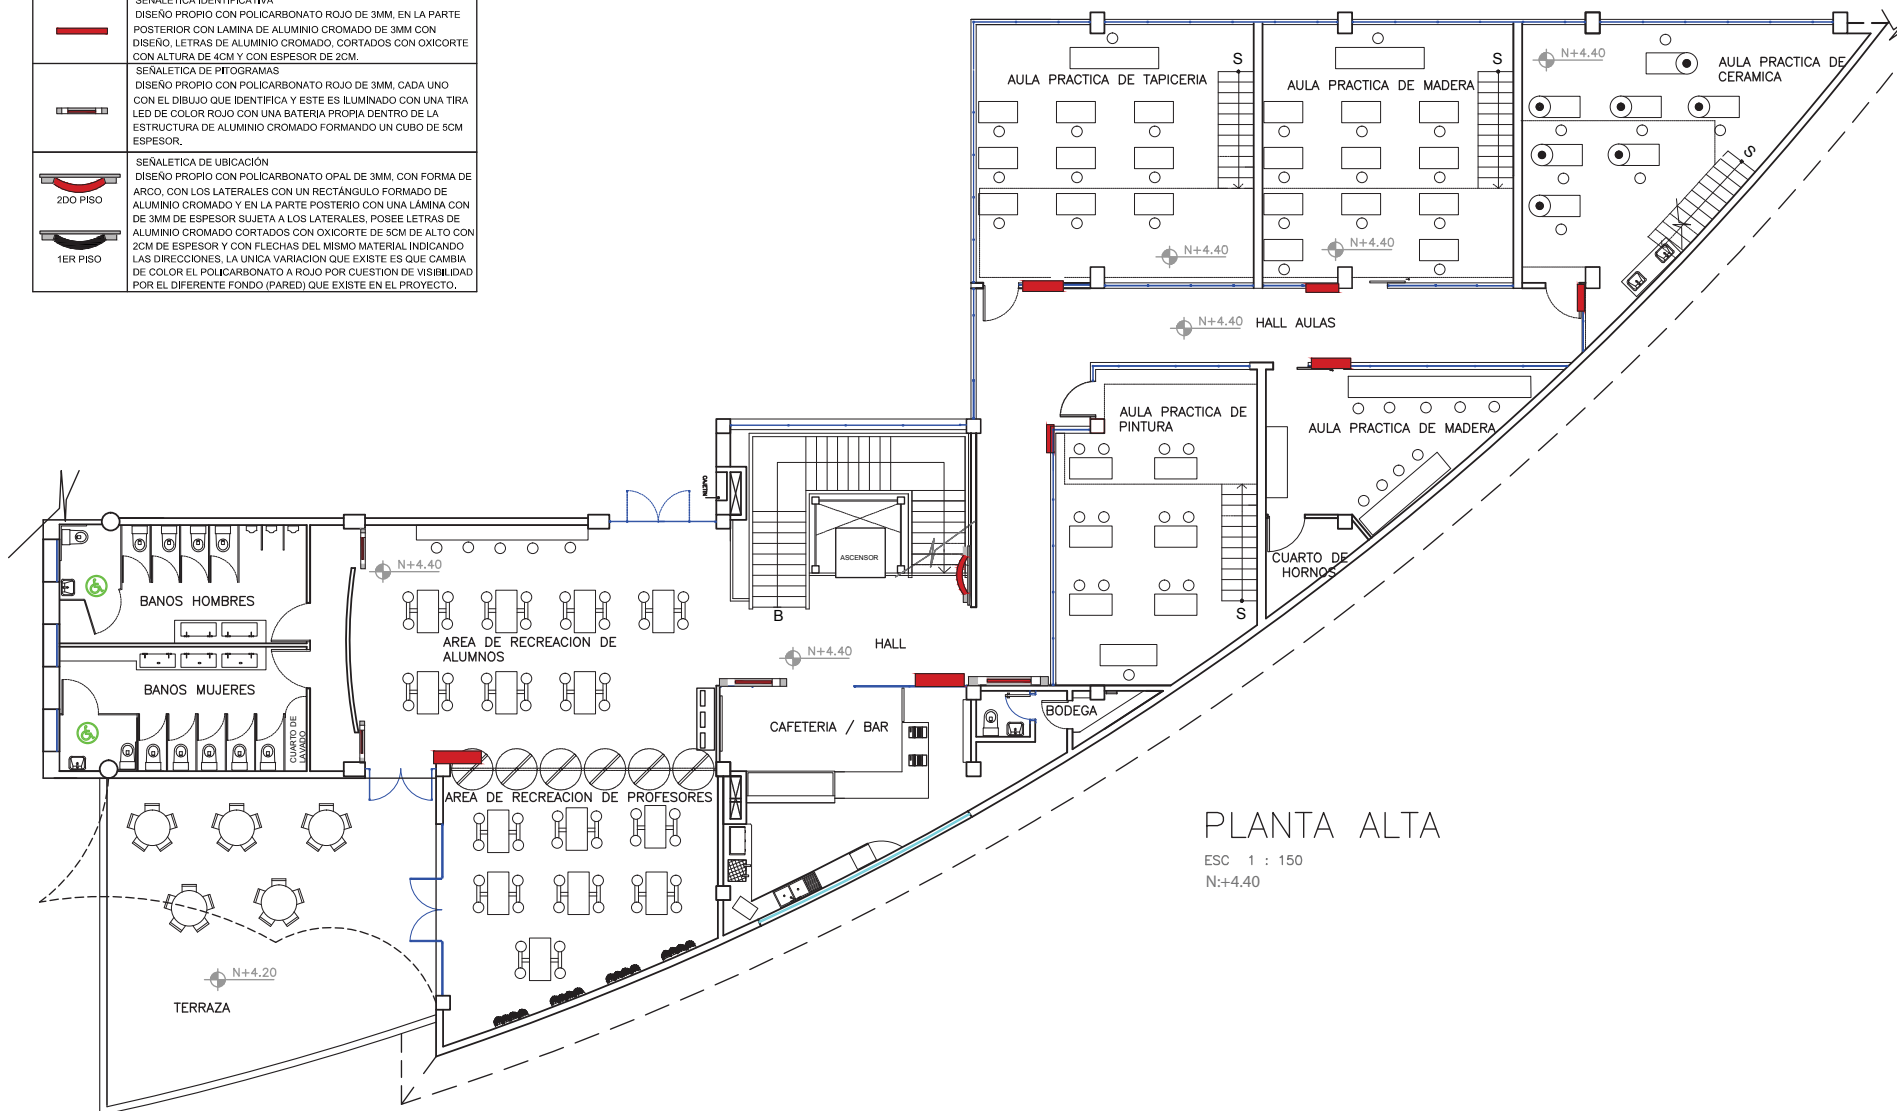 SEÑALETICA IDENTIFICATIVA
DISEÑO PROPIO CON POLICARBONATO ROJO DE 3MM, EN LA PARTE
POSTERIOR CON LAMINA DE ALUMINIO CROMADO DE 3MM CON
DISEÑO, LETRAS DE ALUMINIO CROMADO, CORTADOS CON OXICORTE
CON ALTURA DE 4CM Y CON ESPESOR DE 2CM.
SEÑALETICA DE PITOGRAMAS
DISEÑO PROPIO CON POLICARBONATO ROJO DE 3MM, CADA UNO
CON EL DIBUJO QUE IDENTIFICA Y ESTE ES ILUMINADO CON UNA TIRA
LED DE COLOR ROJO CON UNA BATERIA PROPIA DENTRO DE LA
ESTRUCTURA DE ALUMINIO CROMADO FORMANDO UN CUBO DE 5CM
ESPESOR.
SEÑALETICA DE UBICACIÓN
DISEÑO PROPIO CON POLICARBONATO OPAL DE 3MM, CON FORMA DE
ARCO, CON LOS LATERALES CON UN RECTÁNGULO FORMADO DE
ALUMINIO CROMADO Y EN LA PARTE POSTERIO CON UNA LÁMINA CON
DE 3MM DE ESPESOR SUJETA A LOS LATERALES, POSEE LETRAS DE
ALUMINIO CROMADO CORTADOS CON OXICORTE DE 5CM DE ALTO CON
2CM DE ESPESOR Y CON FLECHAS DEL MISMO MATERIAL INDICANDO
LAS DIRECCIONES, LA UNICA VARIACION QUE EXISTE ES QUE CAMBIA
DE COLOR EL POLICARBONATO A ROJO POR CUESTION DE VISIBILIDAD
POR EL DIFERENTE FONDO (PARED) QUE EXISTE EN EL PROYECTO.
2DO PISO
1ER PISO
AULA PRACTICA DE TAPICERIA
S
N+4.40
AULA PRACTICA DE MADERA
S
N+4.40
N+4.40
AULA PRACTICA DE
CERAMICA
S
N+4.40
HALL AULAS
AULA PRACTICA DE
PINTURA
S
AULA PRACTICA DE MADERA
CUARTO DE
HORNOS
CAJETIN
ASCENSOR
B
N+4.40
HALL
N+4.40
AREA DE RECREACION DE
ALUMNOS
BANOS HOMBRES
BANOS MUJERES
CUARTO DE
LAVADO
CAFETERIA / BAR
BODEGA
AREA DE RECREACION DE PROFESORES
N+4.20
TERRAZA
PLANTA ALTA
ESC 1 : 150
N:+4.40